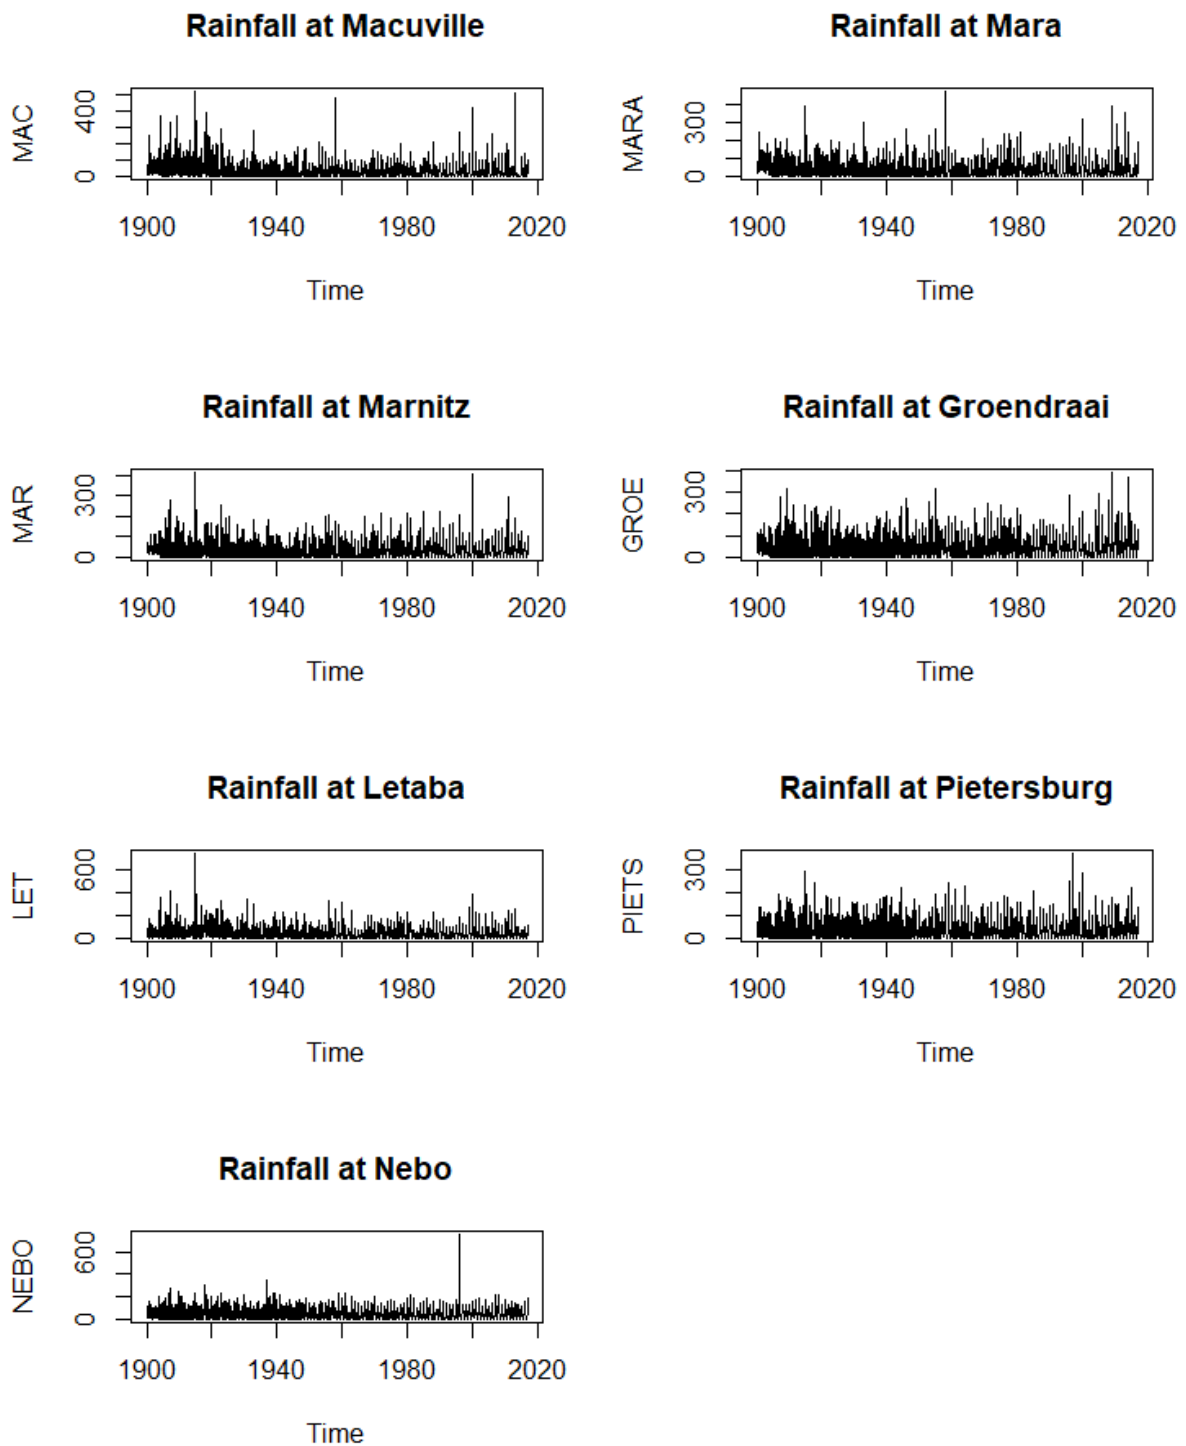 Rainfall at Macuville
MAC
400
0
1900 1940 1980 2020
Time
Rainfall at Mara
MARA
300
0
1900 1940 1980 2020
Time
Rainfall at Marnitz
MAR
300
0
1900 1940 1980 2020
Time
Rainfall at Groendraai
GROE
300
0
1900 1940 1980 2020
Time
Rainfall at Letaba
LET
600
0
1900 1940 1980 2020
Time
Rainfall at Pietersburg
PIETS
300
0
1900 1940 1980 2020
Time
Rainfall at Nebo
NEBO
600
0
1900 1940 1980 2020
Time